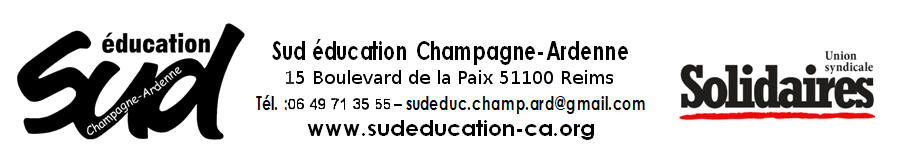 éducation
Sud
Champagne-Ardenne
Sud éducation Champagne-Ardenne
15 Boulevard de la Paix 51100 Reims
Tél. :06 49 71 35 55 – sudeduc.champ.ard@gmail.com
www.sudeducation-ca.org
Union
syndicale
Solidaires